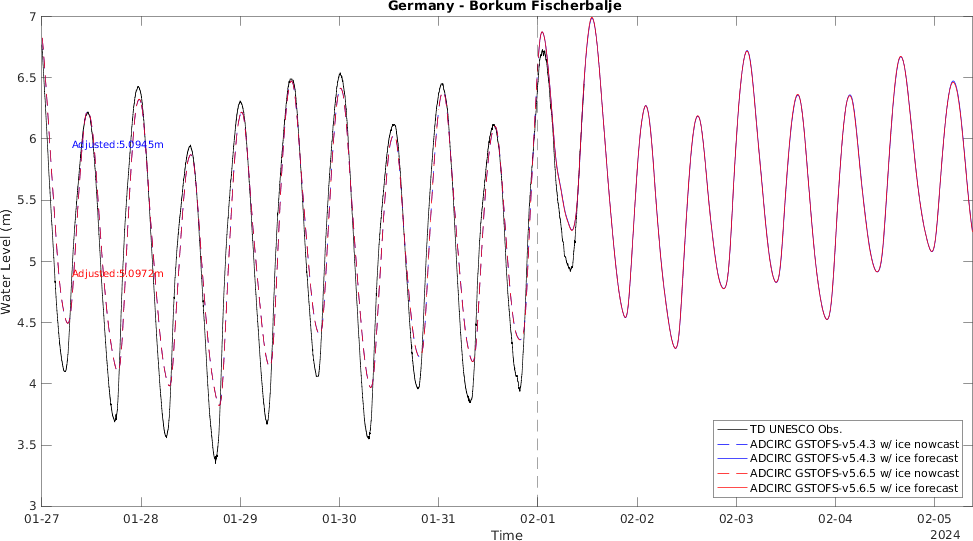 Germany - Borkum Fischerbalje
7
6.5
6
5.5
5
4.5
4
3.5
3
Water Level (m)
Adjusted:5.0945m
Adjusted:5.0972m
TD UNESCO Obs.
ADCIRC GSTOFS-v5.4.3 w/ ice nowcast
ADCIRC GSTOFS-v5.4.3 w/ ice forecast
ADCIRC GSTOFS-v5.6.5 w/ ice nowcast
ADCIRC GSTOFS-v5.6.5 w/ ice forecast
01-27 01-28 01-29 01-30 01-31 02-01 02-02 02-03 02-04 02-05
2024
Time